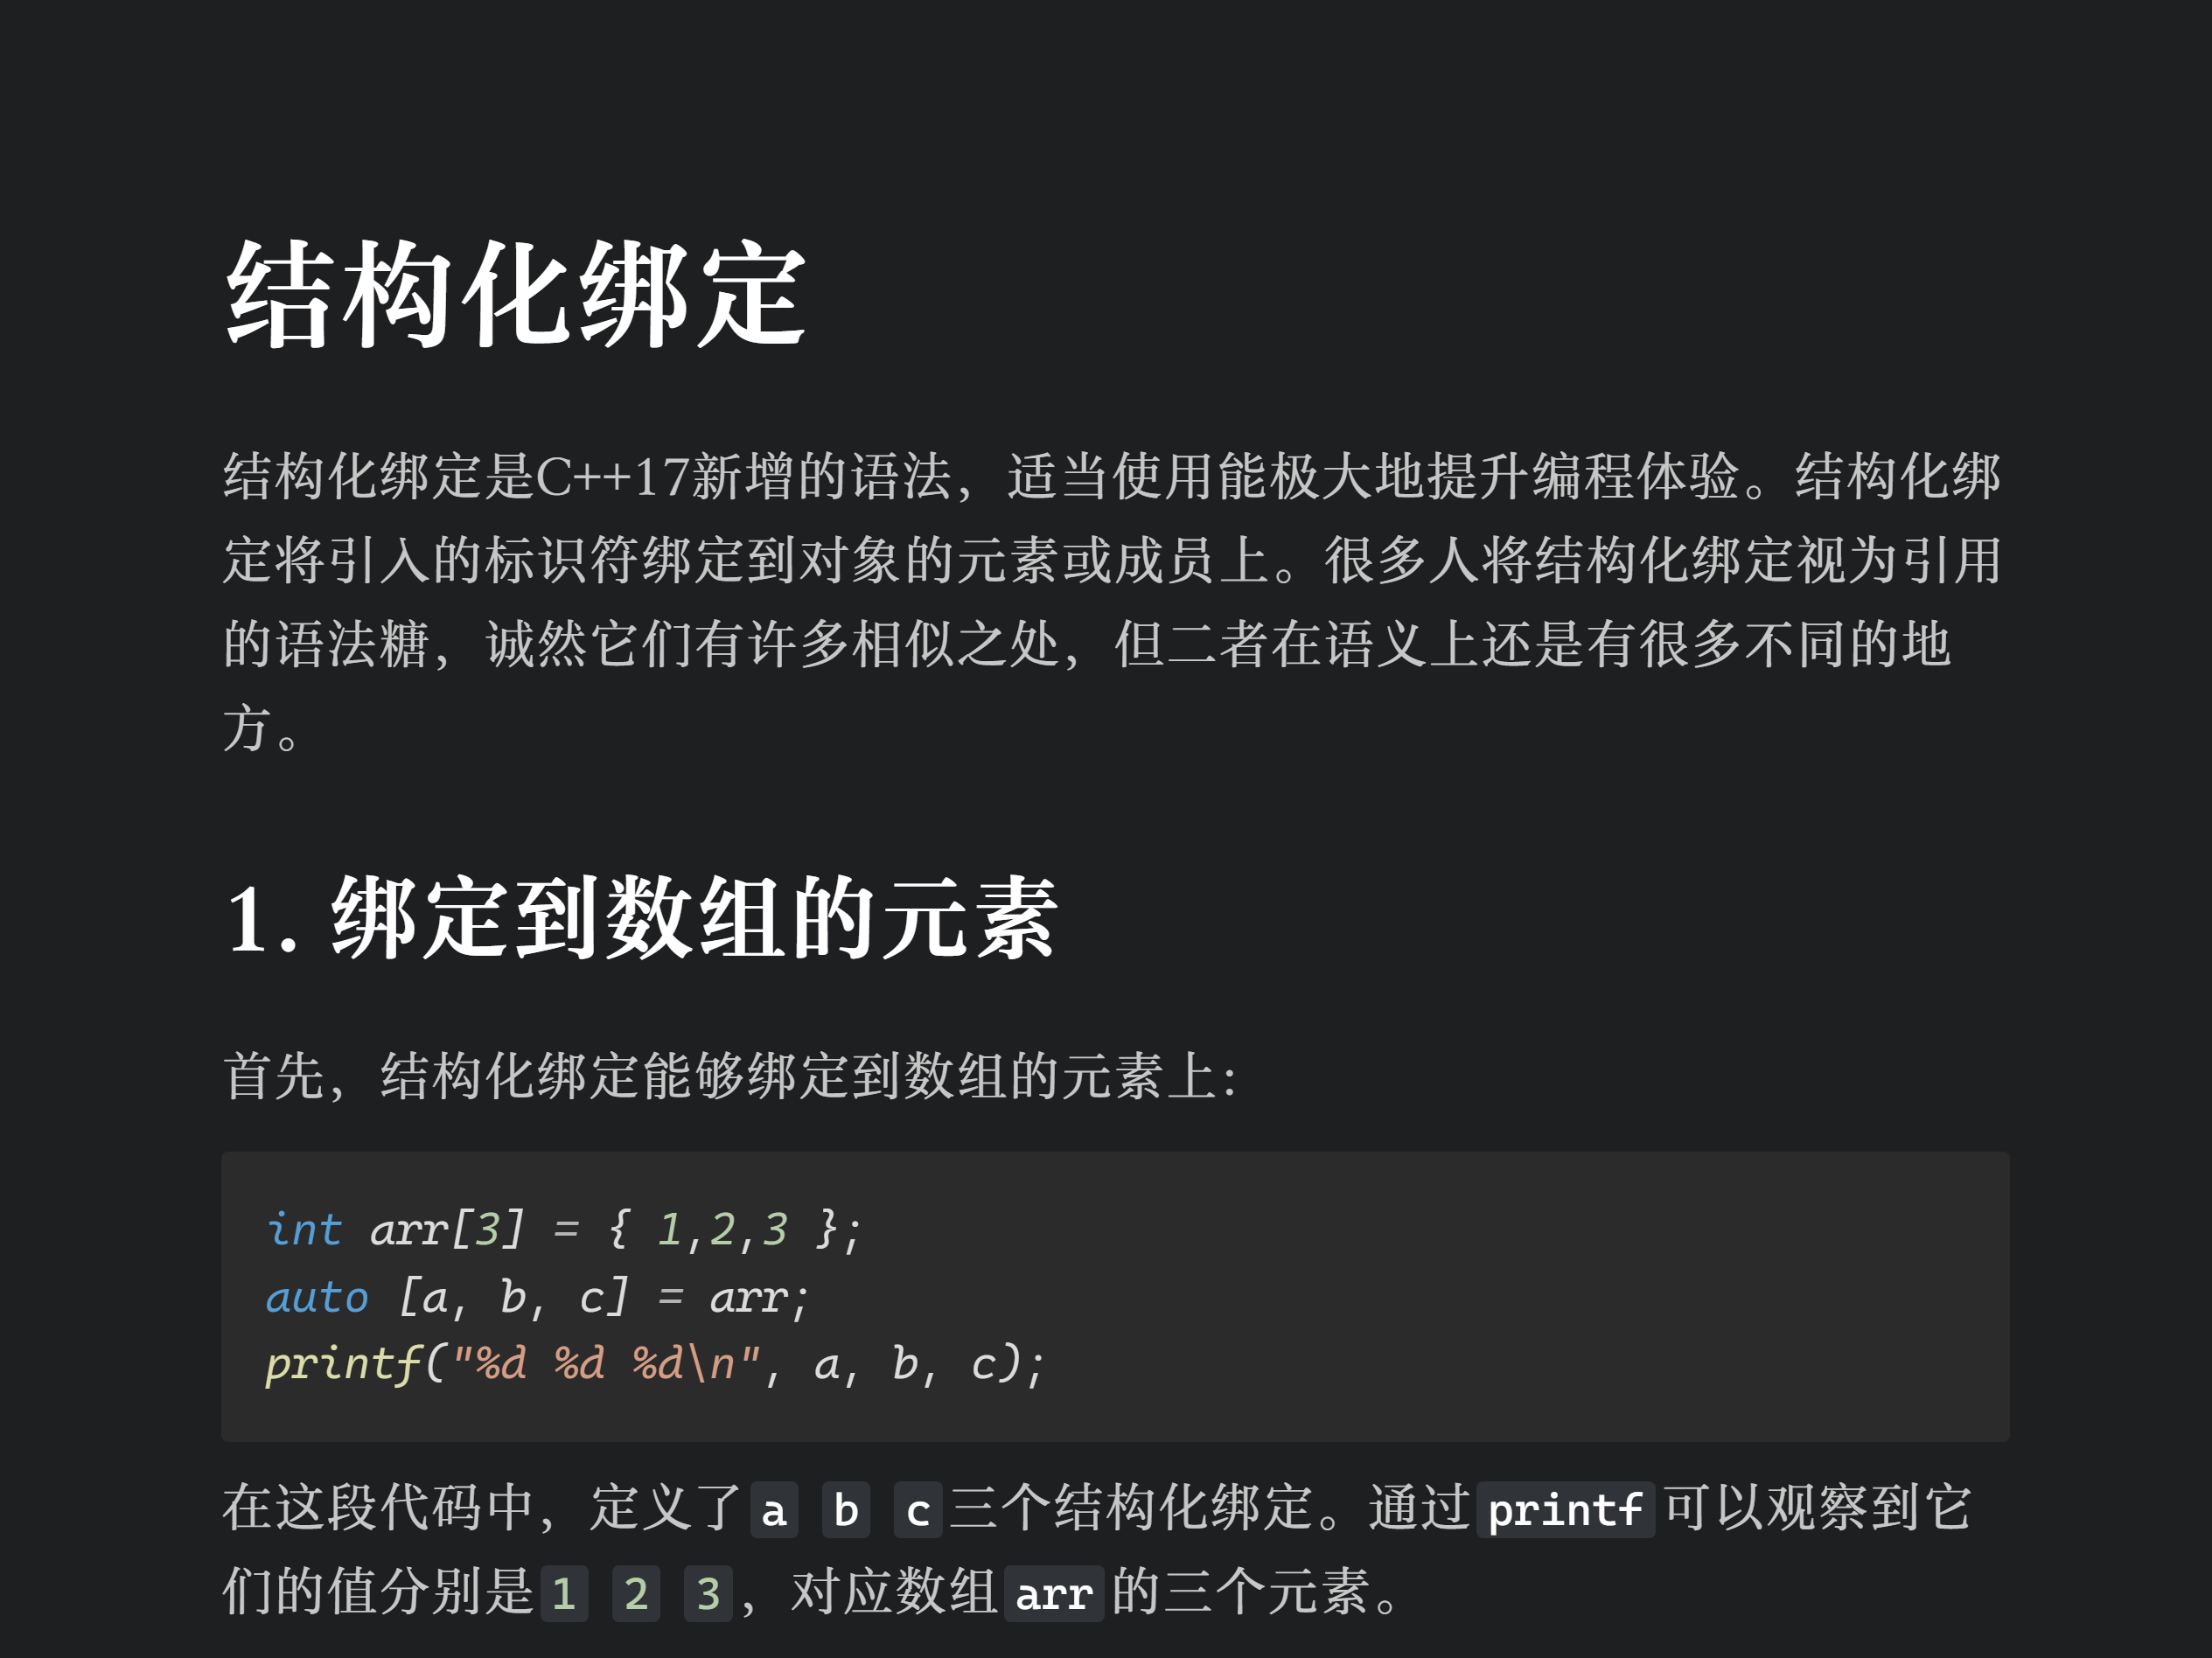 结构化绑定
结构化绑定是C++17新增的语法，适当使用能极大地提升编程体验。结构化绑
定将引入的标识符绑定到对象的元素或成员上。很多人将结构化绑定视为引用
的语法糖，诚然它们有许多相似之处，但二者在语义上还是有很多不同的地
方。
1. 绑定到数组的元素
首先，结构化绑定能够绑定到数组的元素上：
int arr[3] = { 1,2,3 };
auto [a, b, c] = arr;
printf("%d %d %d\n", a, b, c);
在这段代码中，定义了 a b c 三个结构化绑定。通过 printf 可以观察到它
们的值分别是 1 2 3 ，对应数组 arr 的三个元素。